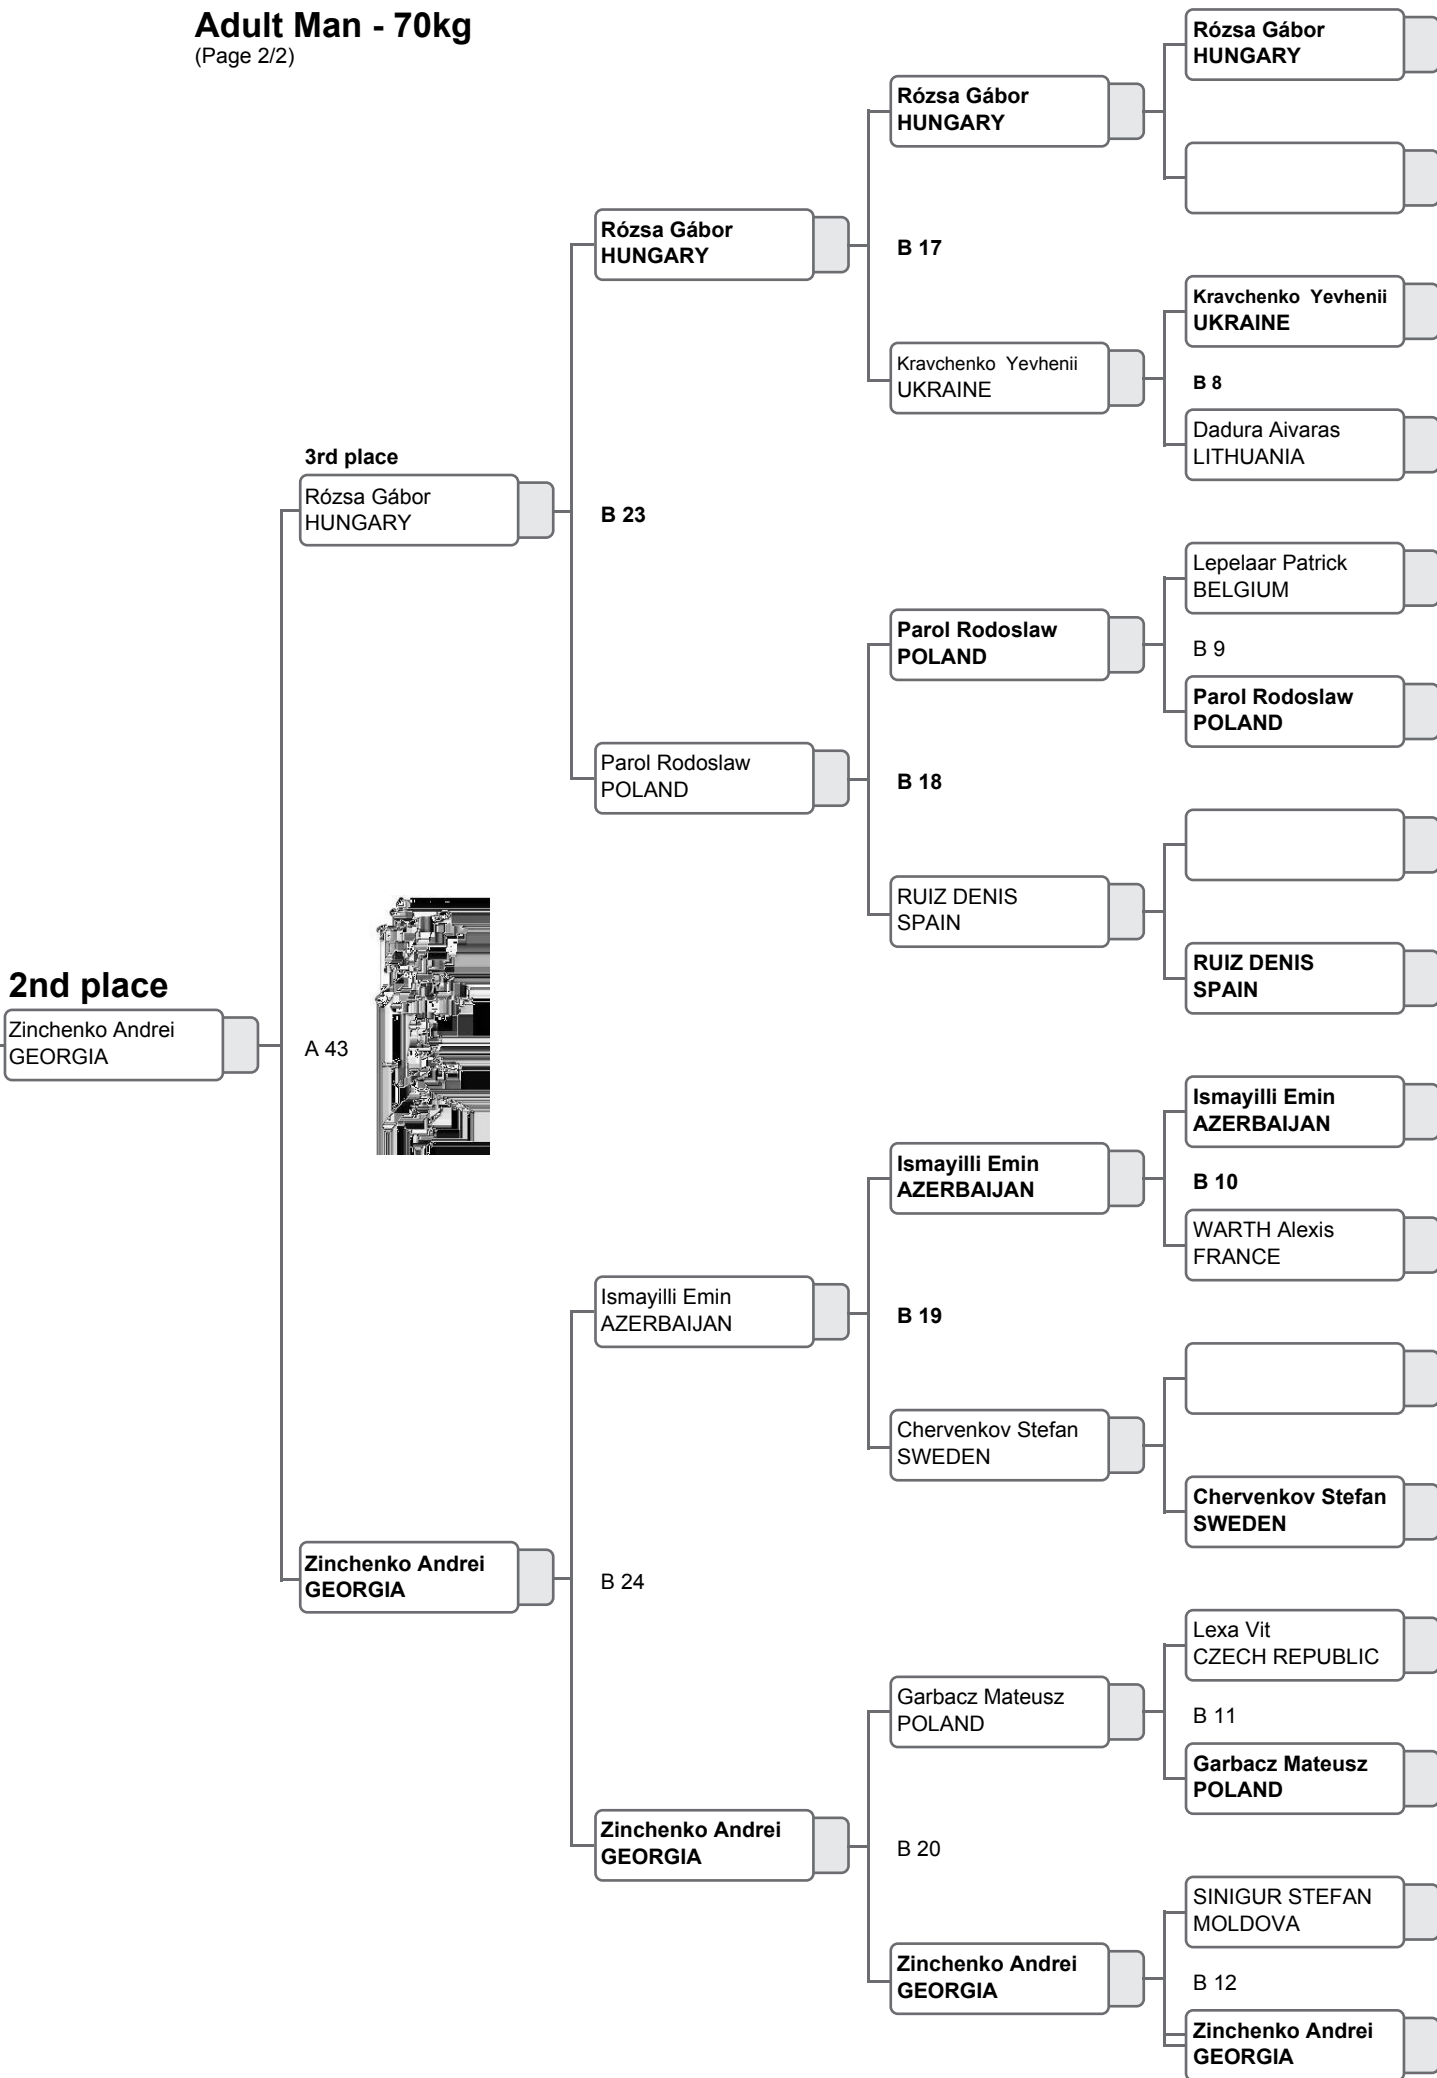 Adult Man - 70kg
(Page 2/2)
Rózsa Gábor
HUNGARY
Rózsa Gábor
HUNGARY
Rózsa Gábor
HUNGARY
B 17
Kravchenko  Yevhenii
UKRAINE
Kravchenko  Yevhenii
UKRAINE
B 8
Dadura Aivaras
LITHUANIA
3rd place
Rózsa Gábor
HUNGARY
B 23
Lepelaar Patrick
BELGIUM
Parol Rodoslaw
POLAND
B 9
Parol Rodoslaw
POLAND
Parol Rodoslaw
POLAND
B 18
RUIZ DENIS
SPAIN
RUIZ DENIS
SPAIN
2nd place
Zinchenko Andrei
GEORGIA
A 43
Ismayilli Emin
AZERBAIJAN
Ismayilli Emin
AZERBAIJAN
B 10
WARTH Alexis
FRANCE
Ismayilli Emin
AZERBAIJAN
B 19
Chervenkov Stefan
SWEDEN
Chervenkov Stefan
SWEDEN
Zinchenko Andrei
GEORGIA
B 24
Lexa Vit
CZECH REPUBLIC
Garbacz Mateusz
POLAND
B 11
Garbacz Mateusz
POLAND
Zinchenko Andrei
GEORGIA
B 20
SINIGUR STEFAN
MOLDOVA
Zinchenko Andrei
GEORGIA
B 12
Zinchenko Andrei
GEORGIA